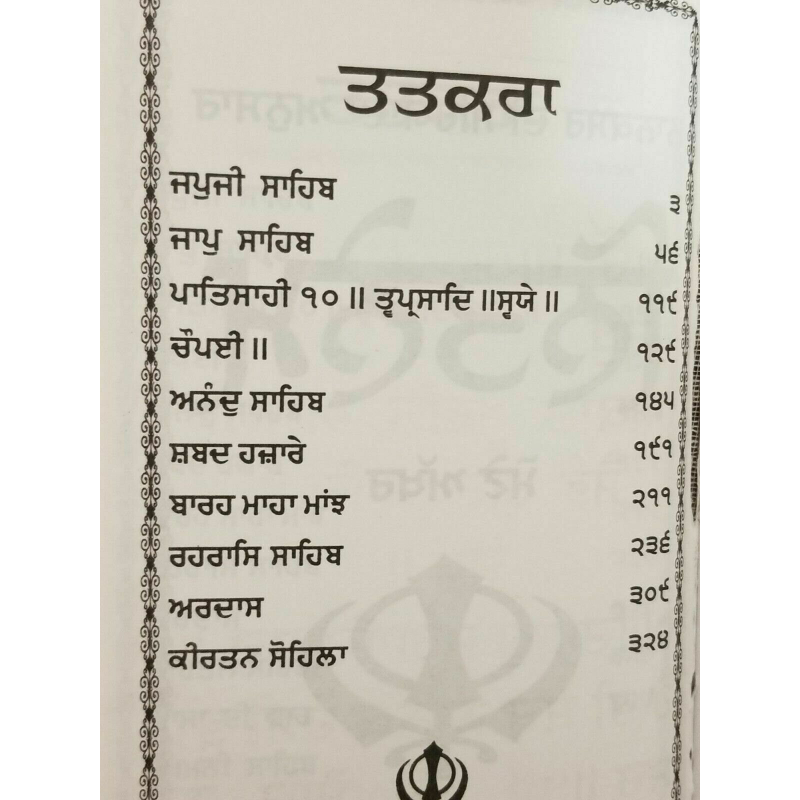 ਤਤਕਰਾ
ਜਪੁਜੀ ਸਾਹਿਬ ੩
ਜਾਪੁ ਸਾਹਿਬ ੫੬
ਪਾਤਿਸਾਹੀ ੧੦ ॥ ਤ੍ਵਪ੍ਰਸਾਦਿ ॥ਸ੍ਵਯੇ॥ ੧੧੯
ਚੌਪਈ॥ ੧੨੯
ਅਨੰਦੁ ਸਾਹਿਬ ੧੪੫
ਸ਼ਬਦ ਹਜ਼ਾਰੇ ੧੯੧
ਬਾਰਹ ਮਾਹਾ ਮਾਂਝ ੨੧੧
ਰਹਰਾਸਿ ਸਾਹਿਬ ੨੩੬
ਅਰਦਾਸ ੩੦੯
ਕੀਰਤਨ ਸੋਹਿਲਾ ੩੨੪